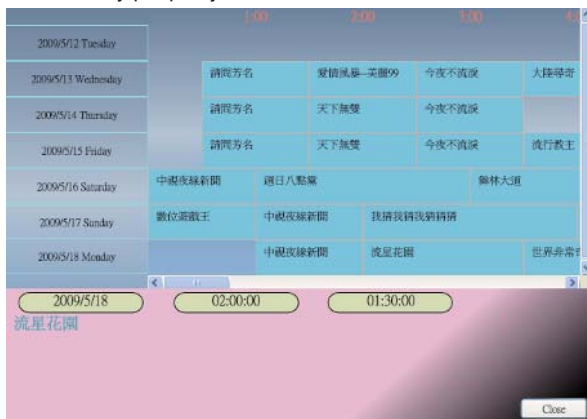 1:00 2:00 3:00
2009/5/12 Tuesday
2009/5/13 Wednesday 請問芳名 愛情風暴--美麗99 今夜不流淚 大陸尋奇
2009/5/14 Thursday 請問芳名 天下無雙 今夜不流淚
2009/5/15 Friday 請問芳名 天下無雙 今夜不流淚 流行教主
2009/5/16 Saturday 中視夜線新聞 週日八點黨 翰林大道
2009/5/17 Sunday 數位遊戲王 中視夜線新聞 我猜我猜我猜猜猜
2009/5/18 Monday 中視夜線新聞 流星花園 世界非常
2009/5/18 02:00:00 01:30:00
流星花園
Close